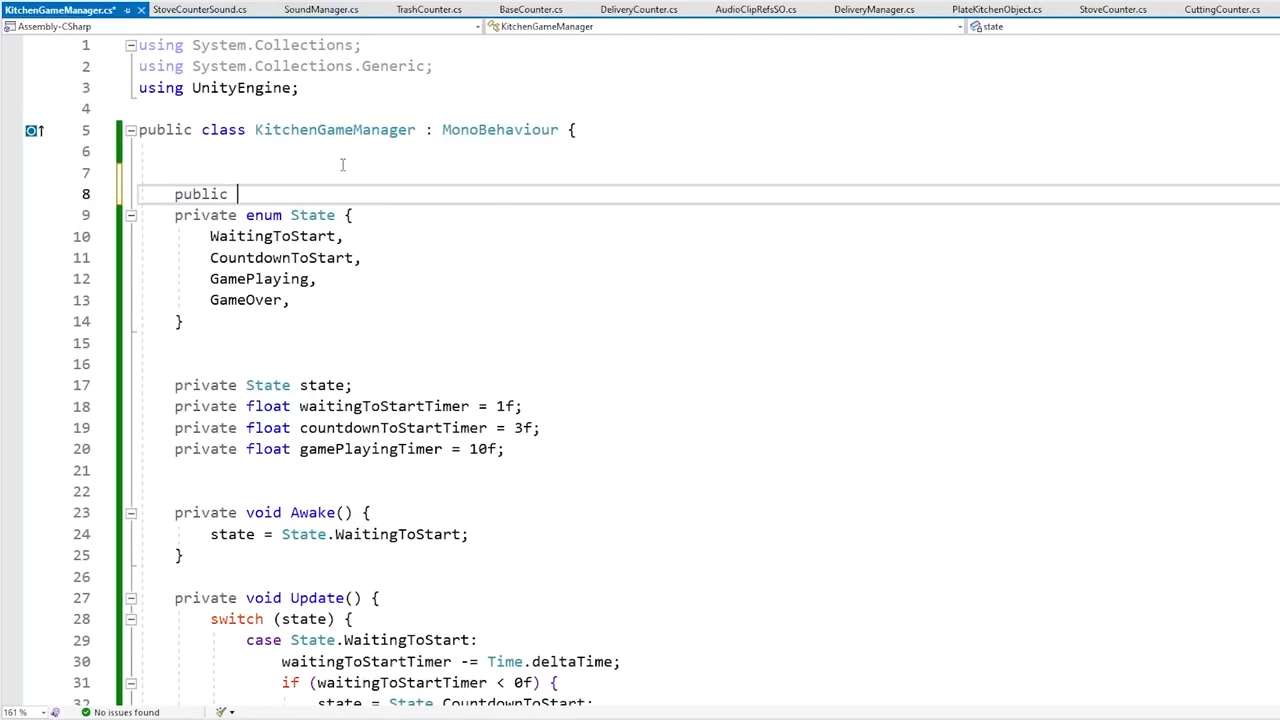 KitchenGameManager.cs* StoveCounterSound.cs SoundManager.cs TrashCounter.cs BaseCounter.cs DeliveryCounter.cs AudioClipRefsSO.cs DeliveryManager.cs PlateKitchenObject.cs StoveCounter.cs CuttingCounter.cs
Assembly-CSharp KitchenGameManager state
1 using System.Collections;
2 using System.Collections.Generic;
3 using UnityEngine;
4
5 public class KitchenGameManager : MonoBehaviour {
6
7
8 public
9 private enum State {
10 WaitingToStart,
11 CountdownToStart,
12 GamePlaying,
13 GameOver,
14 }
15
16
17 private State state;
18 private float waitingToStartTimer = 1f;
19 private float countdownToStartTimer = 3f;
20 private float gamePlayingTimer = 10f;
21
22
23 private void Awake() {
24 state = State.WaitingToStart;
25 }
26
27 private void Update() {
28 switch (state) {
29 case State.WaitingToStart:
30 waitingToStartTimer -= Time.deltaTime;
31 if (waitingToStartTimer < 0f) {
32 state = State.CountdownToStart;
161 % No issues found